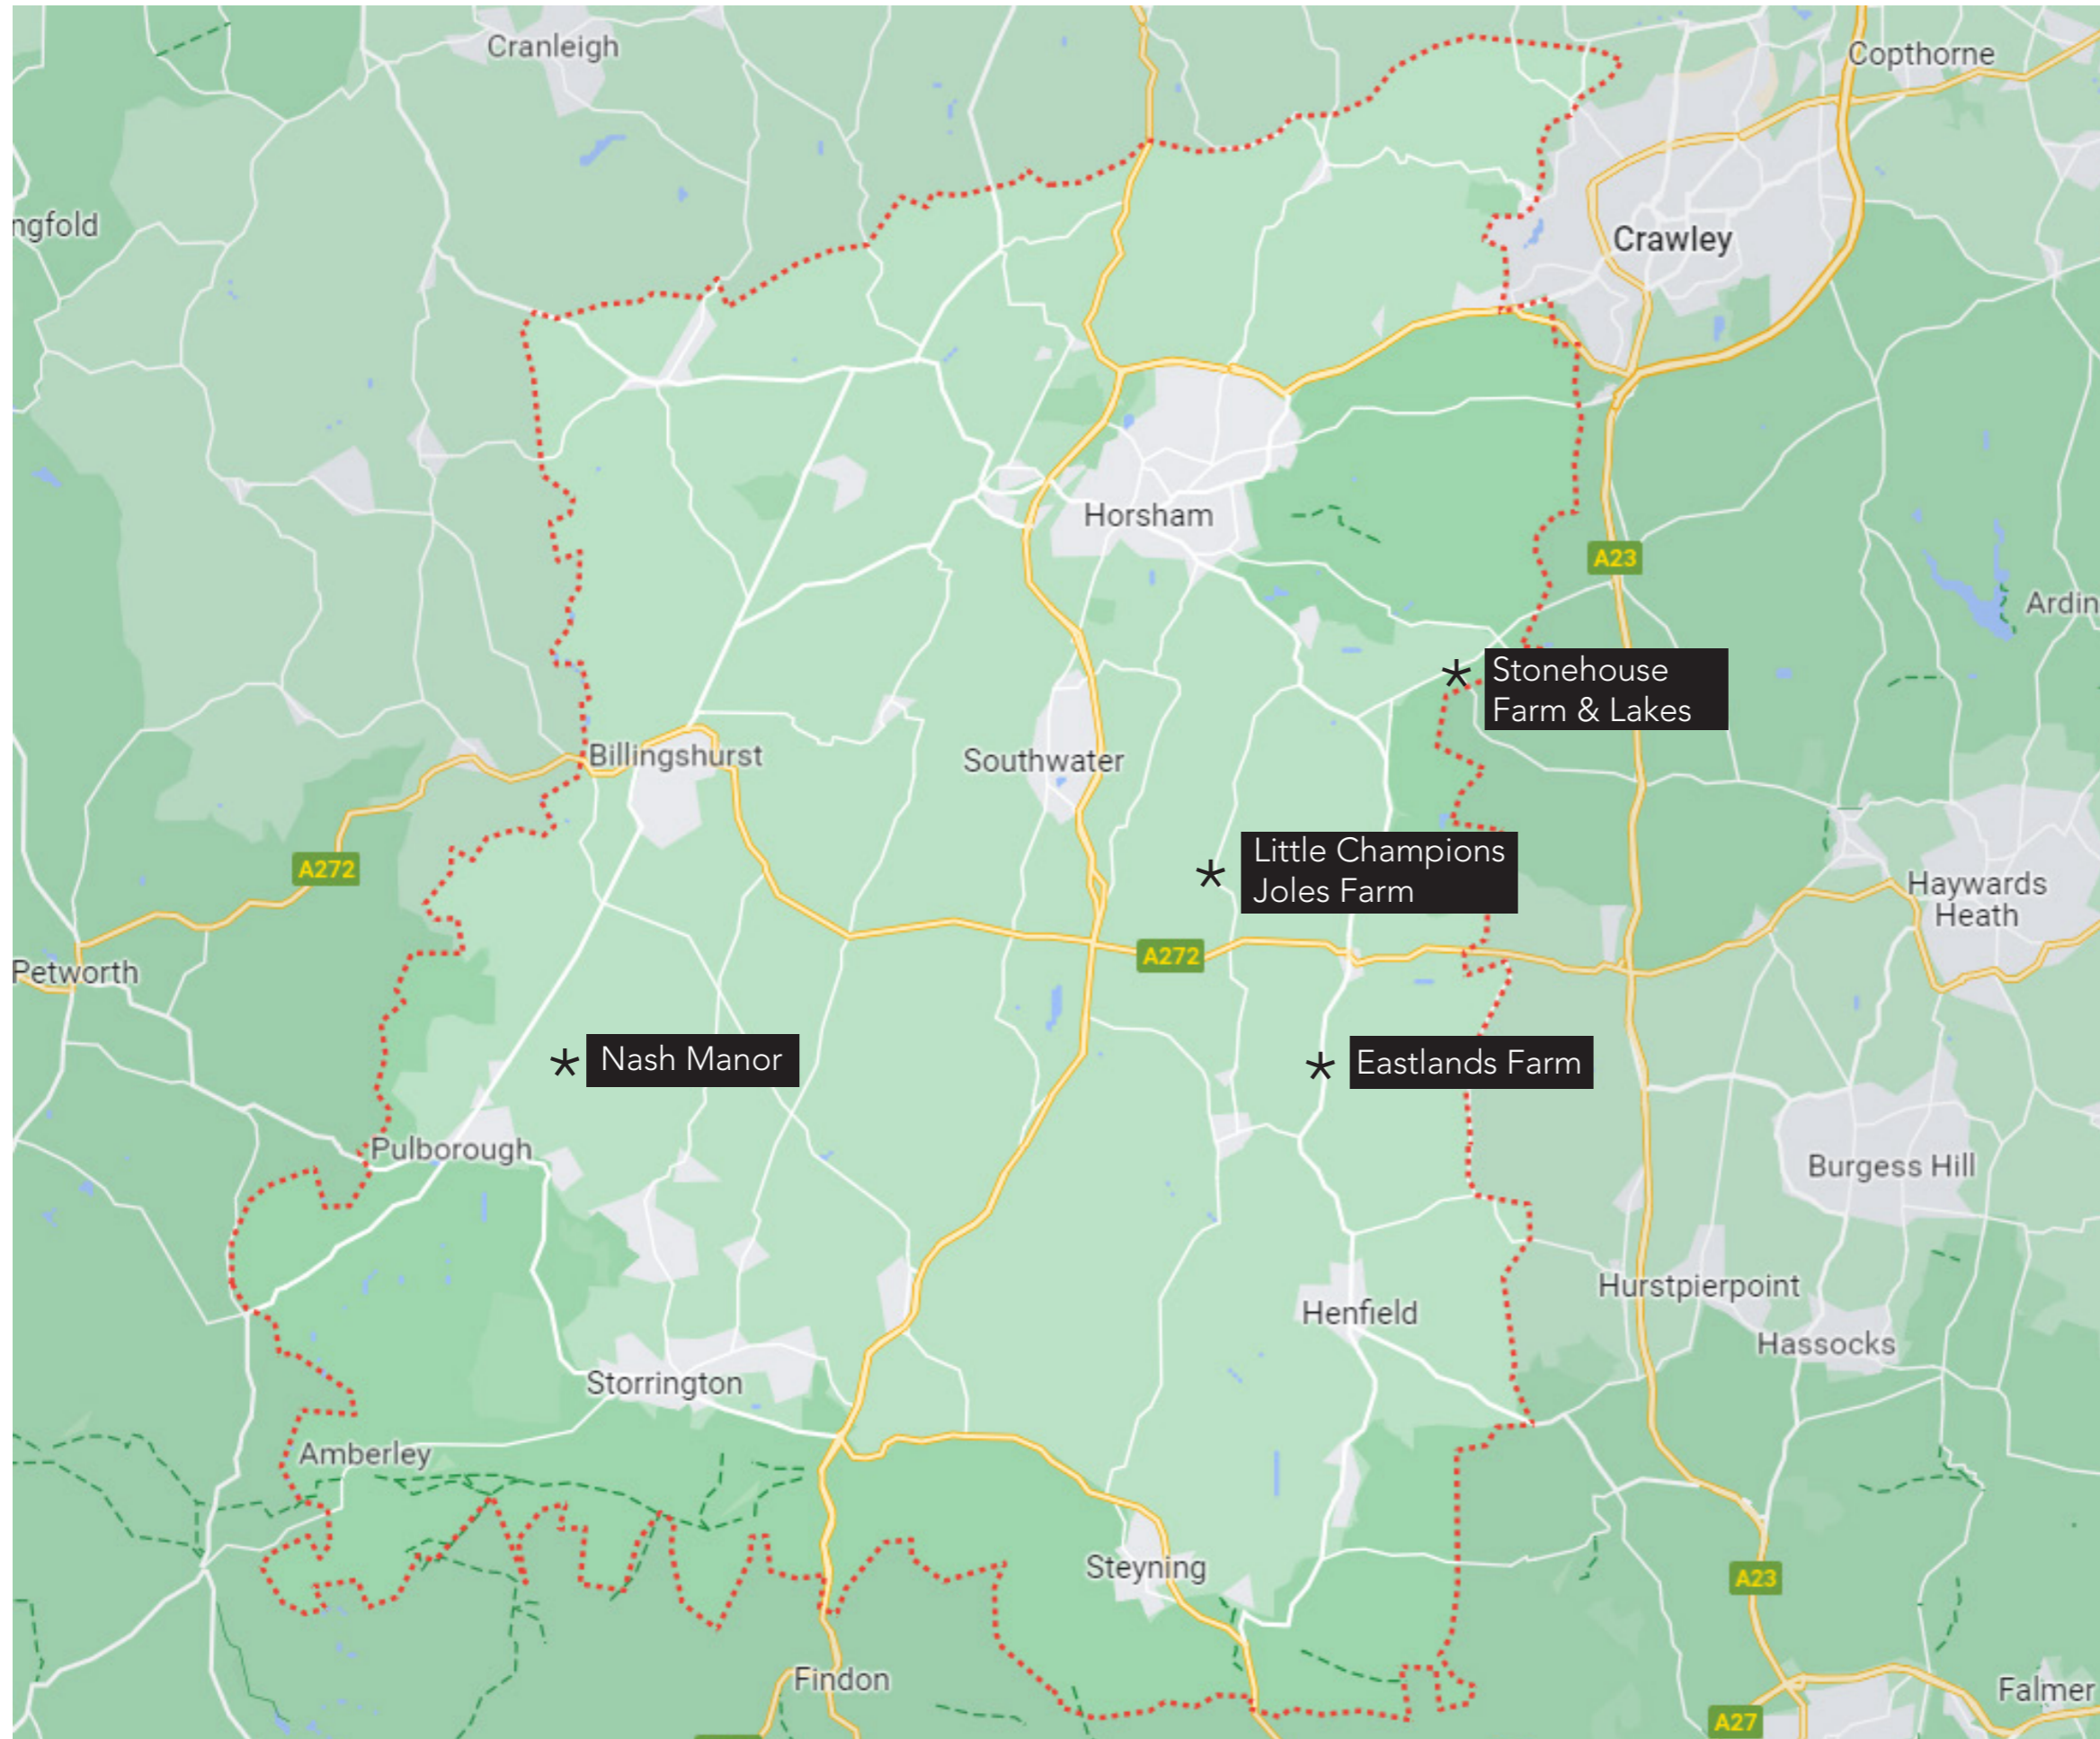 Cranleigh
Copthorne
ngfold
Crawley
Horsham
A23
Ardin
Stonehouse
Farm & Lakes
Billingshurst
Southwater
Little Champions
Joles Farm
A272
Haywards
Heath
A272
Petworth
Nash Manor
Eastlands Farm
Pulborough
Burgess Hill
Hurstpierpoint
Henfield
Hassocks
Storrington
Amberley
Steyning
A23
Findon
Falmer
A27